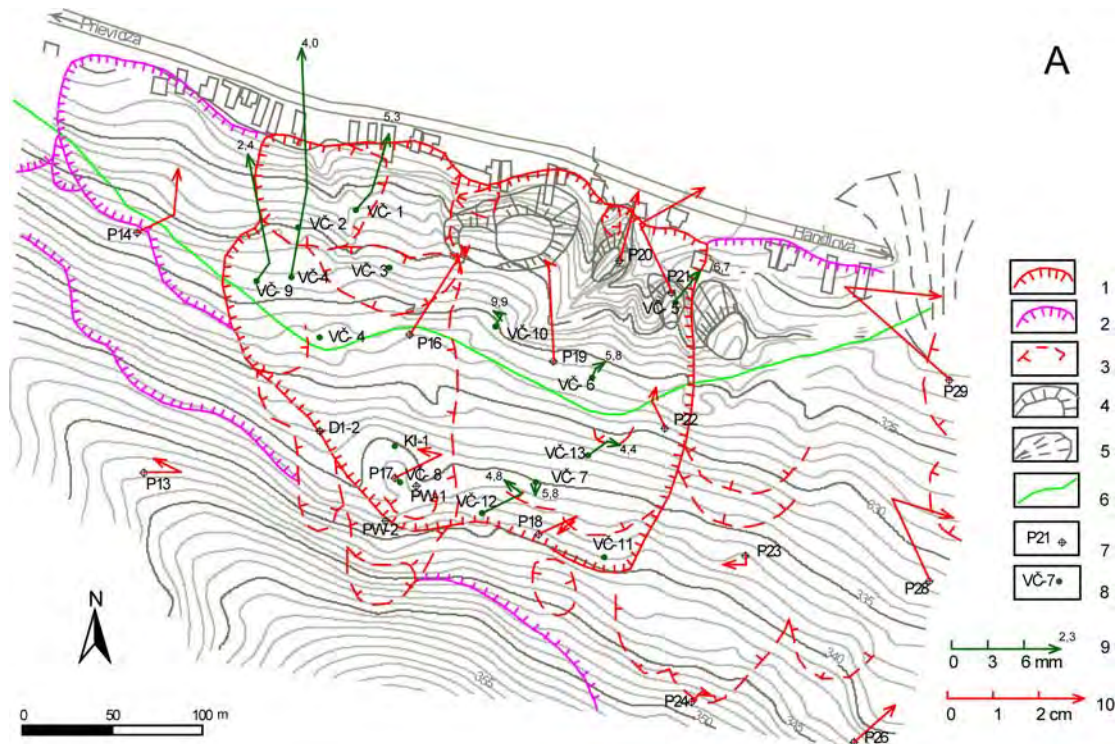 Prievidza
4,0
A
5,3
2,4
VČ-1
VČ-2
P14
P20
Handlová
VČ-3
VČ-4
VČ-9
P21
6,7
VČ-5
9,9
VČ-10
VČ-4
P16
P19
5,8
VČ-6
P29
325
P22
D1-2
KI-1
VČ-13
4,4
P13
P17
VČ-8
4,8
VČ-7
PW-1
5,8
330
VČ-12
PW-2
P18
VČ-11
P23
P28
335
340
345
355
P24
350
P26
N
0 50 100 m
1
2
3
4
5
6
P21 7
VČ-7 8
2,3
0 3 6 mm 9
0 1 2 cm 10